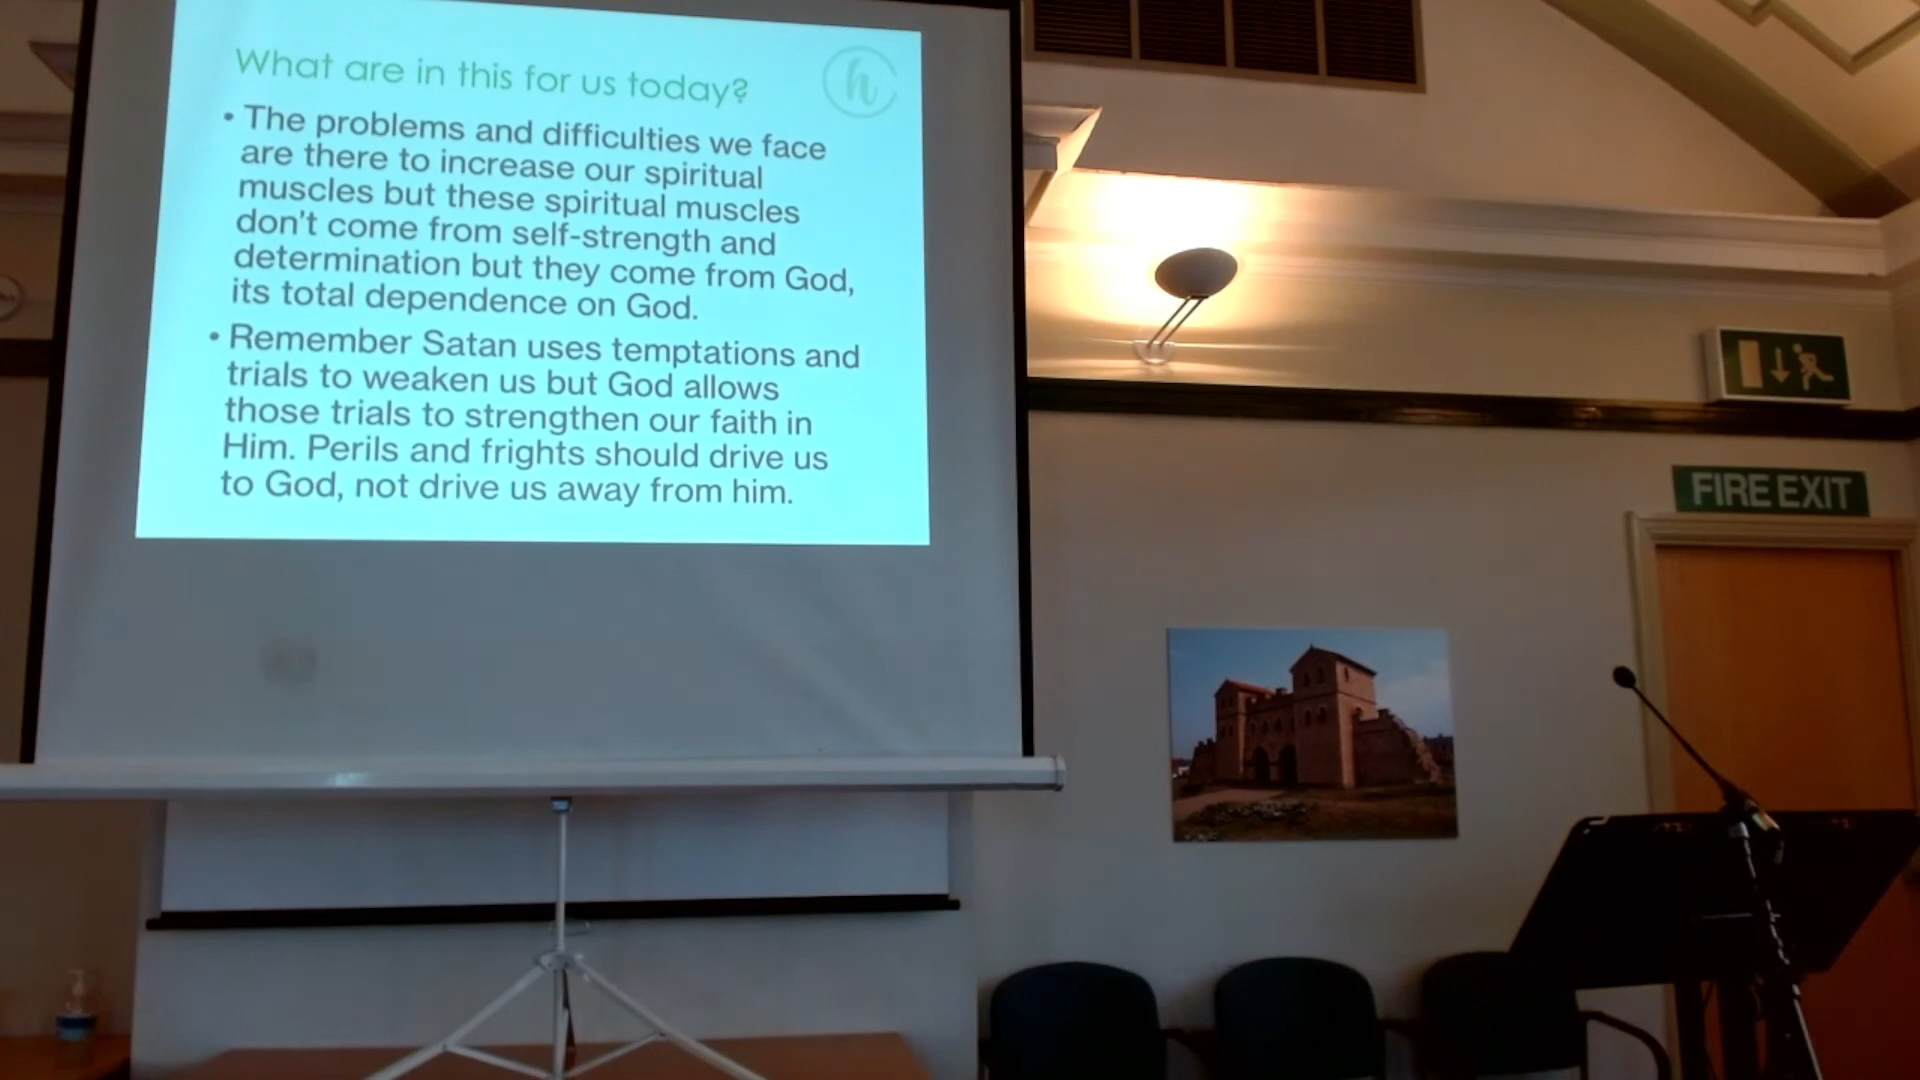 What are in this for us today?
h
• The problems and difficulties we face
are there to increase our spiritual
muscles but these spiritual muscles
don't come from self-strength and
determination but they come from God,
its total dependence on God.
• Remember Satan uses temptations and
trials to weaken us but God allows
those trials to strengthen our faith in
Him. Perils and frights should drive us
to God, not drive us away from him.
FIRE EXIT